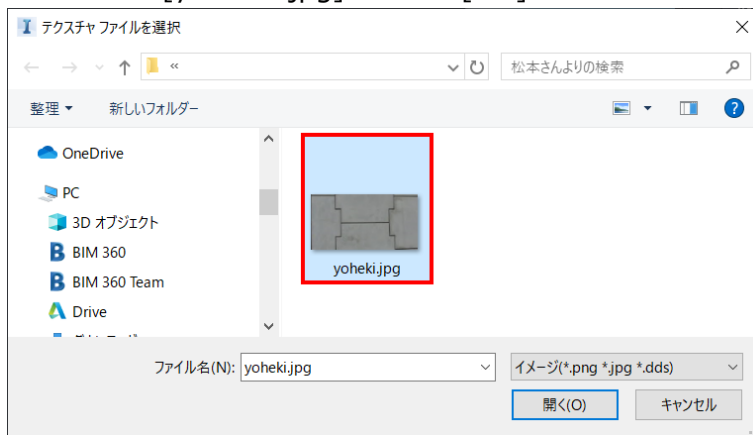 テクスチャ ファイルを選択
«
松本さんよりの検索
整理
新しいフォルダー
OneDrive
PC
3D オブジェクト
BIM 360
BIM 360 Team
Drive
yoheki.jpg
ファイル名(N):
yoheki.jpg
イメージ(*.png *.jpg *.dds)
開く(O)
キャンセル